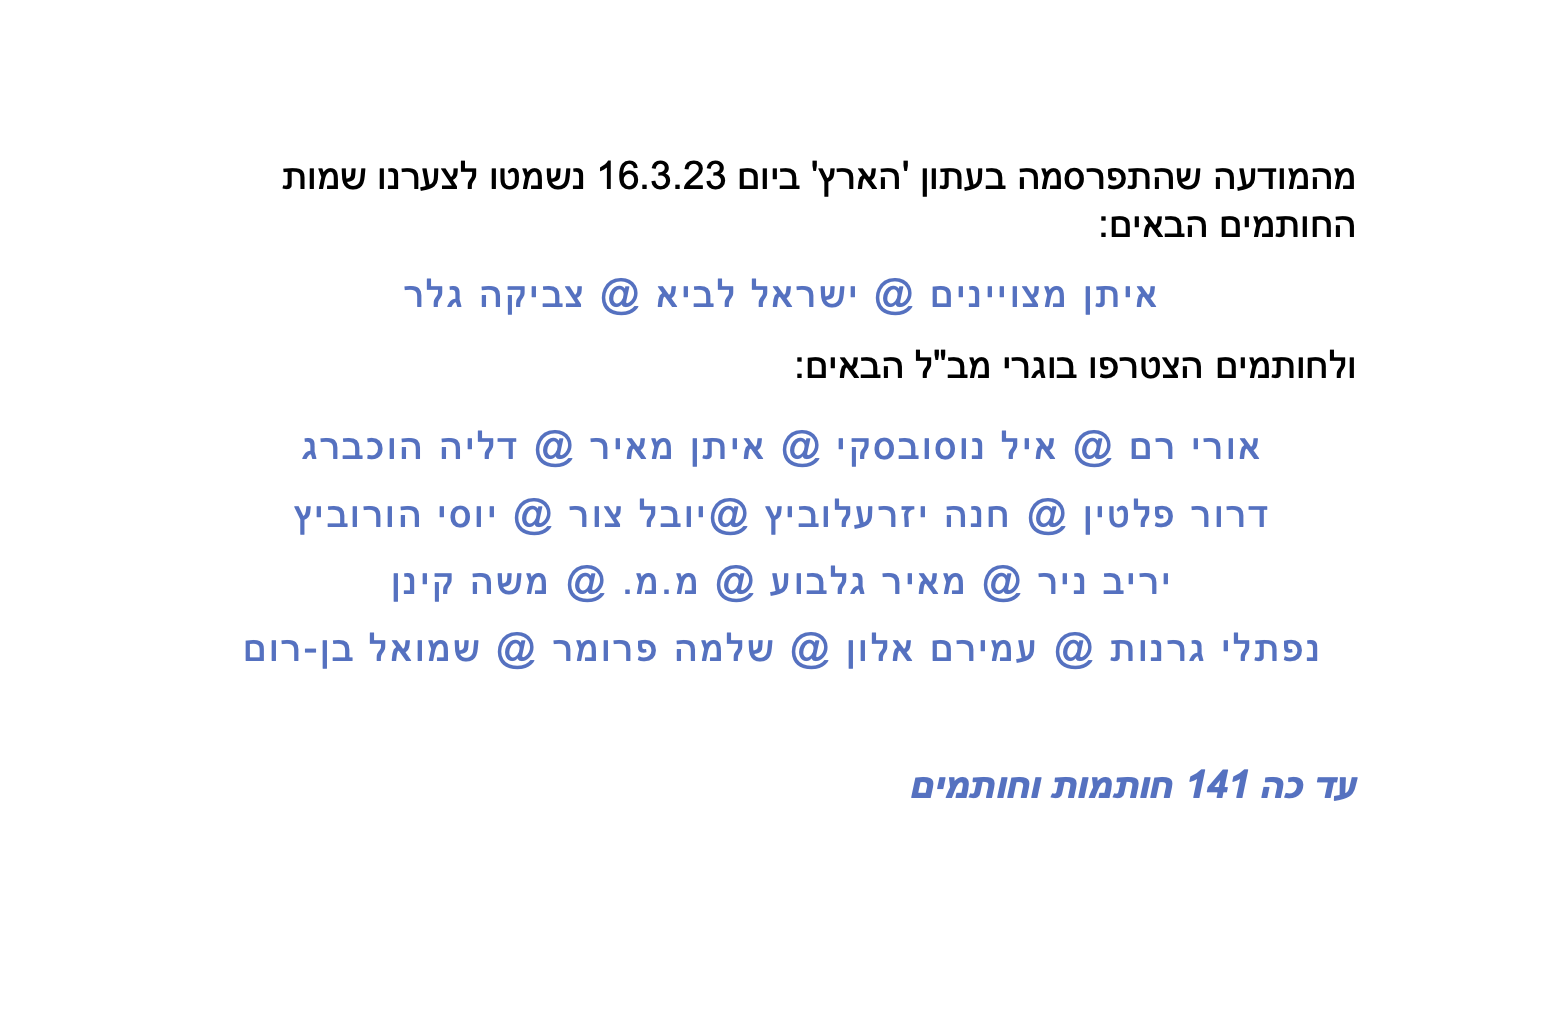 מהמודעה שהתפרסמה בעתון 'הארץ' ביום 16.3.23 נשמטו לצערנו שמות
החותמים הבאים:
איתן מצויינים @ ישראל לביא @ צביקה גלר
ולחותמים הצטרפו בוגרי מב"ל הבאים:
אורי רם @ איל נוסובסקי @ איתן מאיר @ דליה הוכברג
דרור פלטין @ חנה יזרעלוביץ @יובל צור @ יוסי הורוביץ
יריב ניר @ מאיר גלבוע @ מ.מ. @ משה קינן
נפתלי גרנות @ עמירם אלון @ שלמה פרומר @ שמואל בן-רום
עד כה 141 חותמות וחותמים